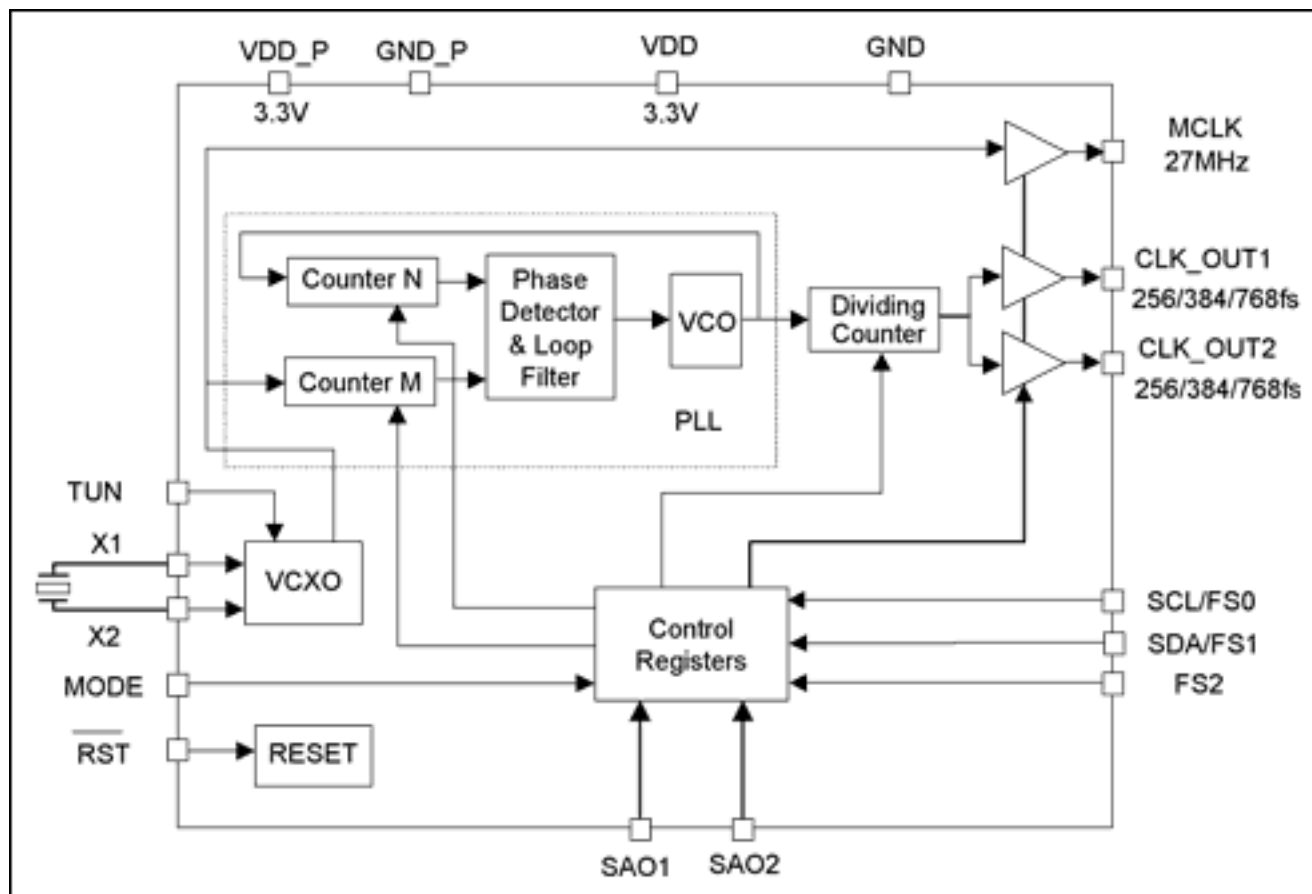 VDD_P
GND_P
VDD
GND
3.3V
3.3V
MCLK
27MHz
Counter N
Phase
Detector
& Loop
Filter
VCO
Dividing
Counter
CLK_OUT1
256/384/768fs
CLK_OUT2
256/384/768fs
Counter M
PLL
TUN
X1
VCXO
X2
MODE
RST
RESET
Control
Registers
SCL/FS0
SDA/FS1
FS2
SAO1
SAO2